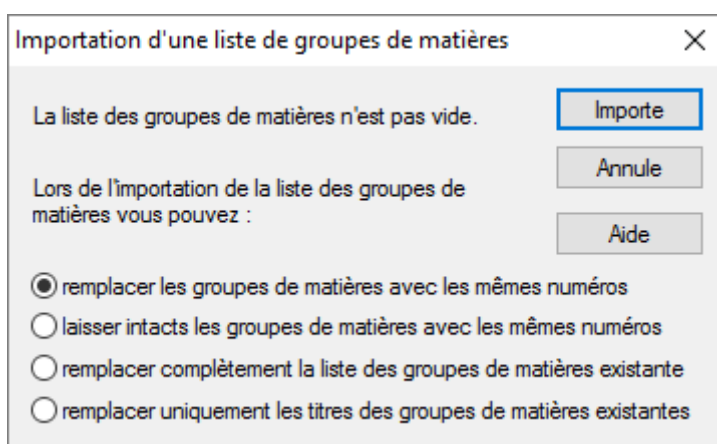 Importation d'une liste de groupes de matières
La liste des groupes de matières n'est pas vide.
Importe
Annule
Lors de l'importation de la liste des groupes de
matières vous pouvez :
Aide
remplacer les groupes de matières avec les mêmes numéros
laisser intacts les groupes de matières avec les mêmes numéros
remplacer complètement la liste des groupes de matières existante
remplacer uniquement les titres des groupes de matières existantes